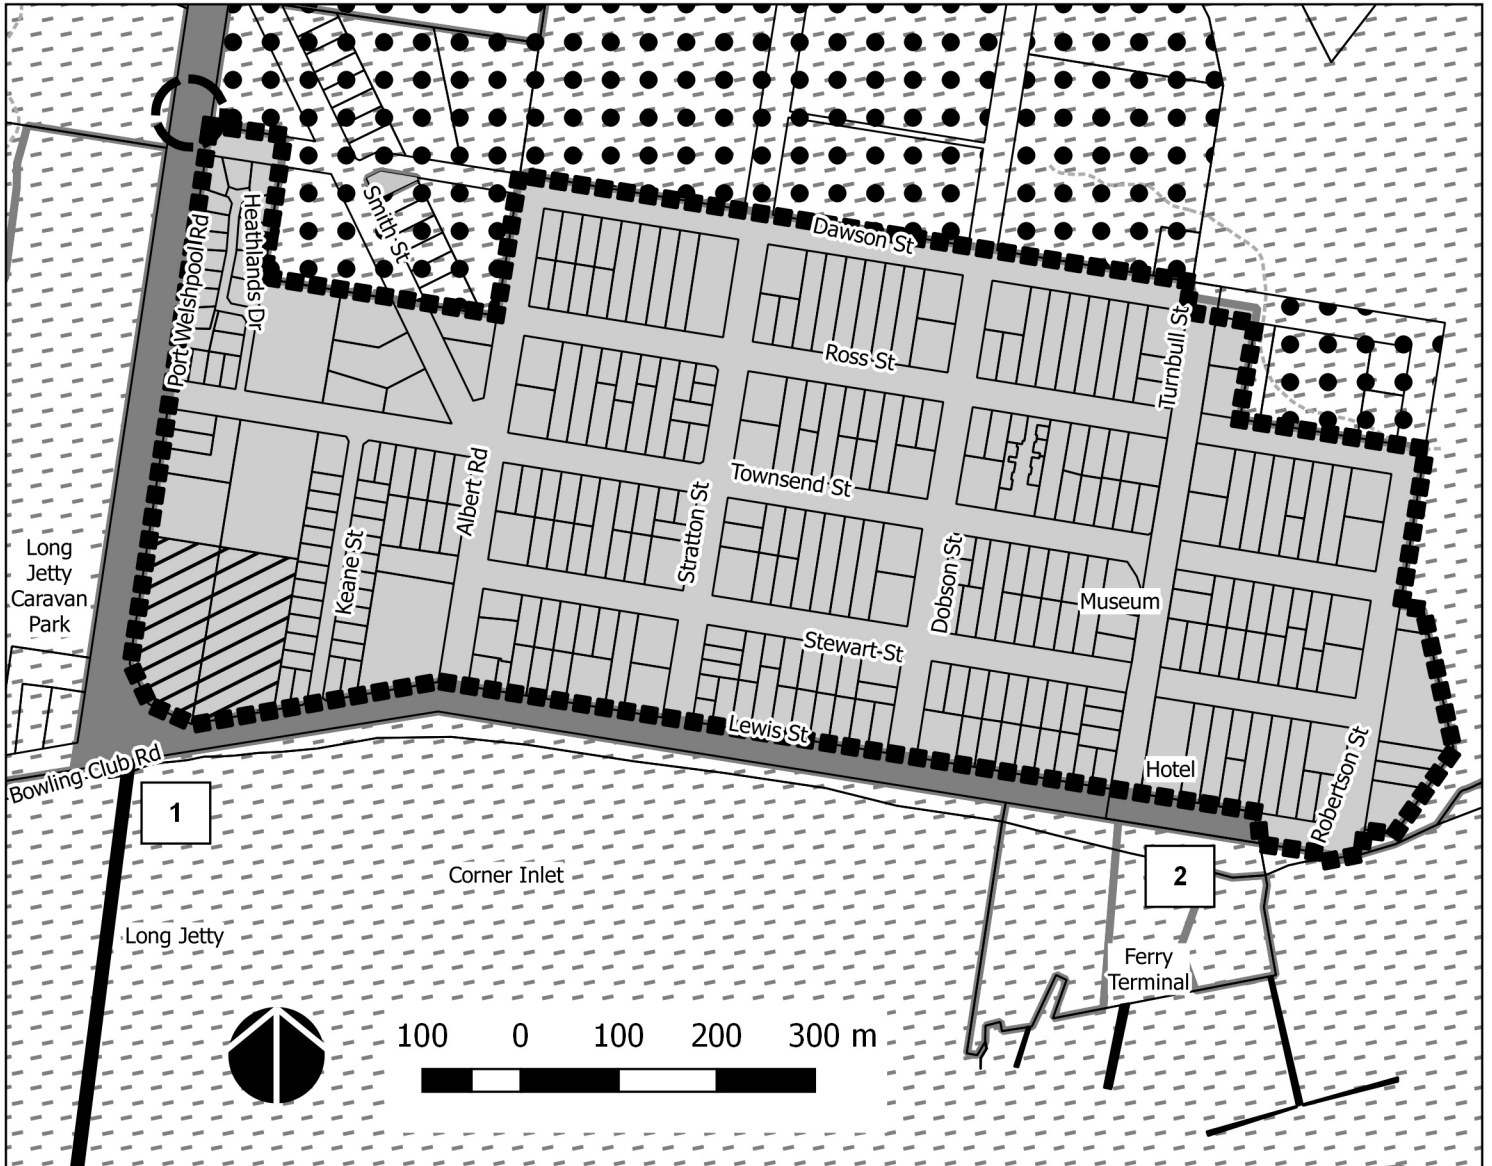 Smith St
Heathlands Dr
Port Welshpool Rd
Dawson St
Turnbull St
Ross St
Albert Rd
Townsend St
Stratton St
Keane St
Dobson St
Long
Jetty
Caravan
Park
Museum
Stewart St
Lewis St
Robertson St
Hotel
Bowling Club Rd
1
2
Corner Inlet
Long Jetty
Ferry
Terminal
100 0 100 200 300 m